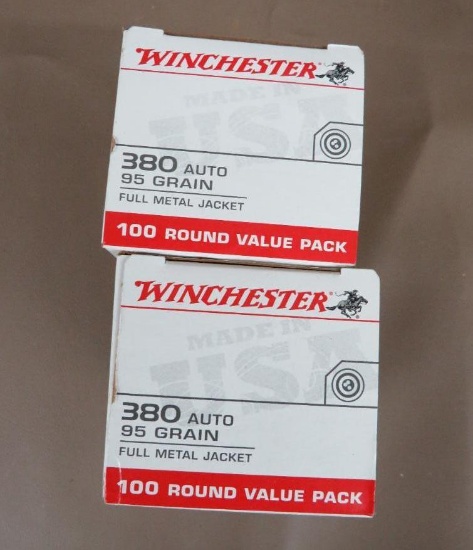 WINCHESTER
MADE IN
USA
380 AUTO
95 GRAIN
FULL METAL JACKET
100 ROUND VALUE PACK
WINCHESTER
MADE IN
USA
380 AUTO
95 GRAIN
FULL METAL JACKET
100 ROUND VALUE PACK